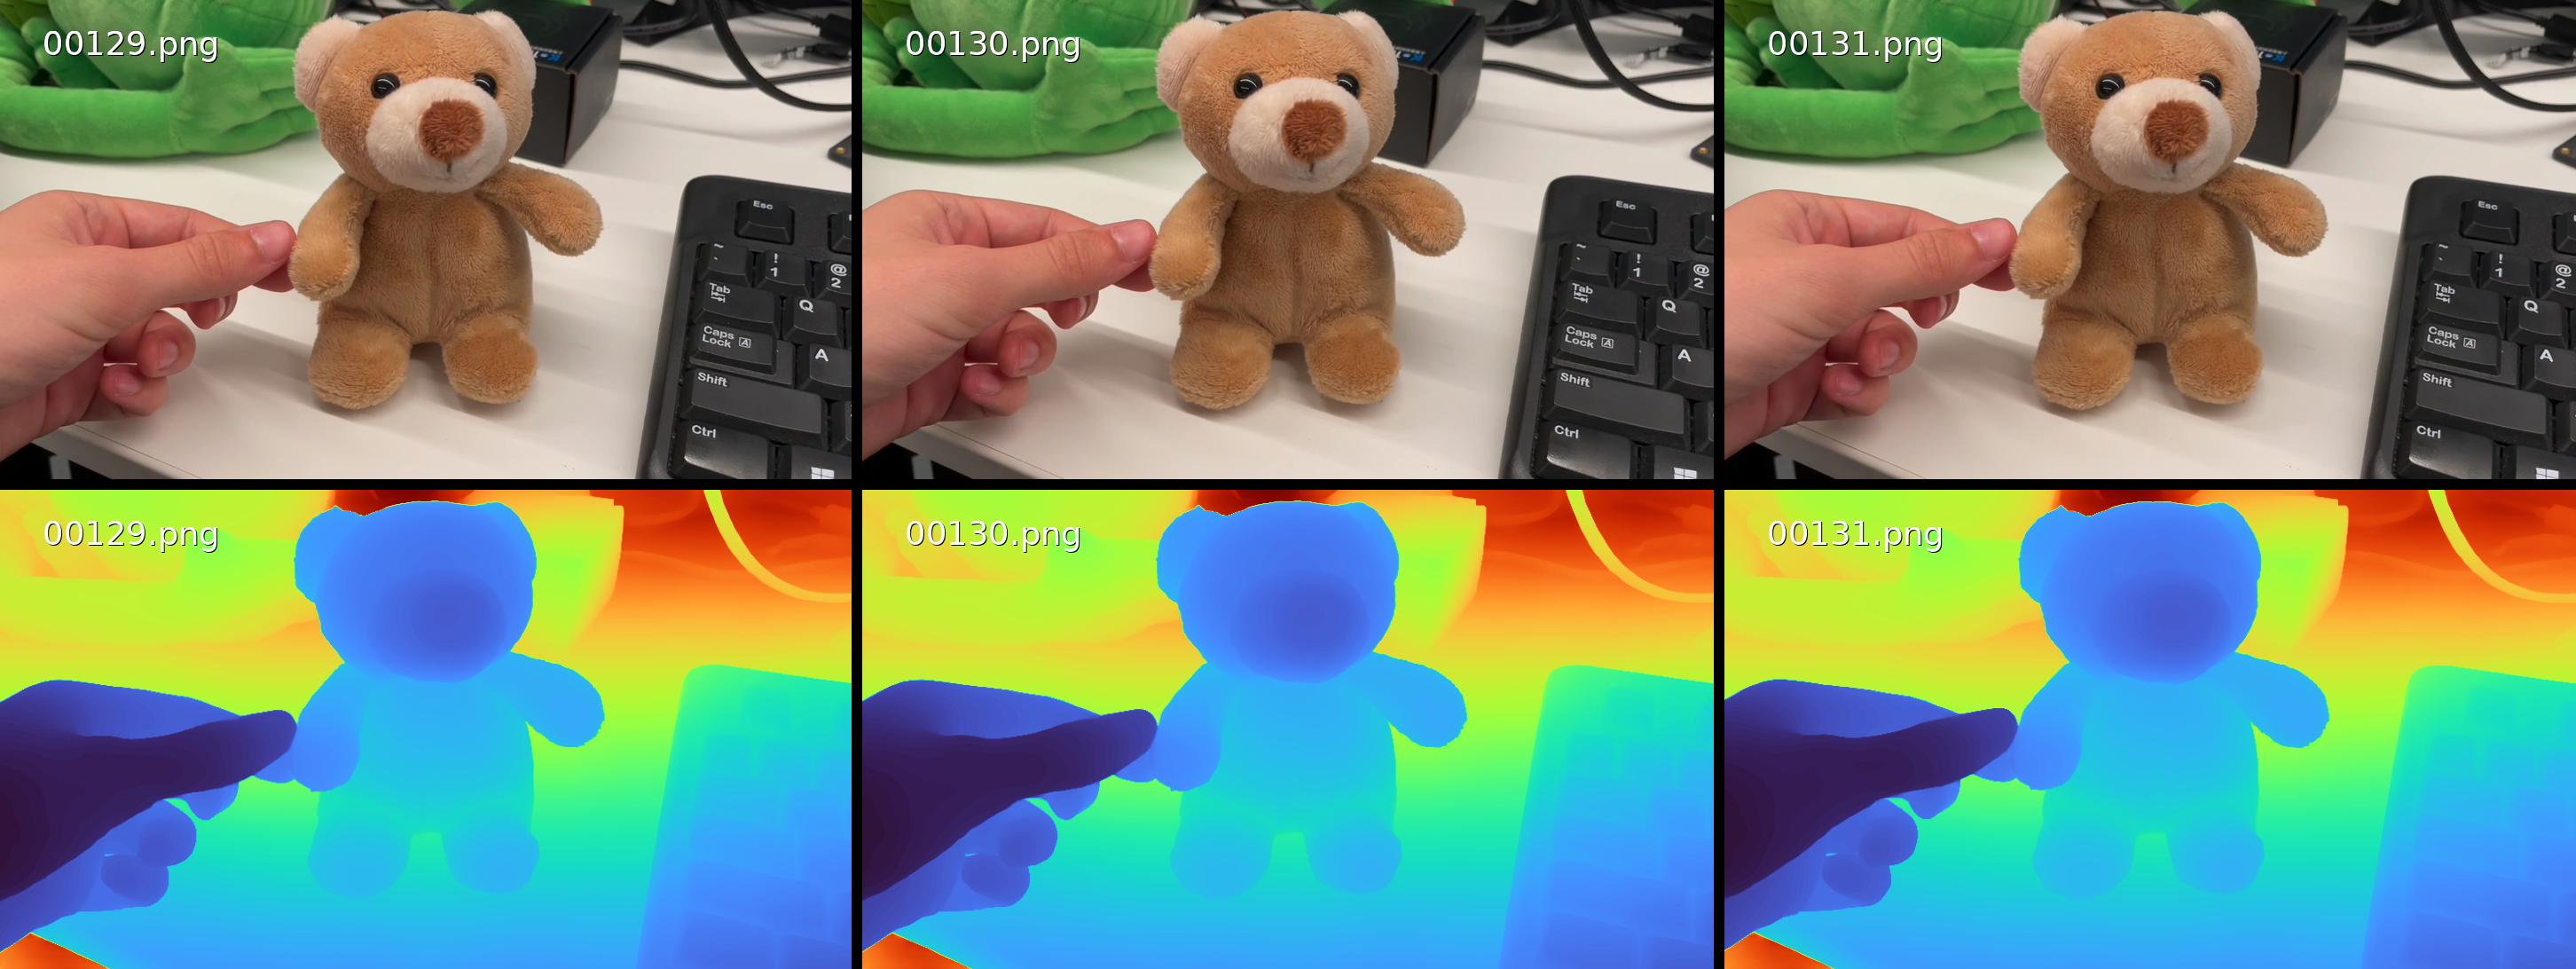 00129.png
00130.png
00131.png
Esc
~
`
!
1
@
2
Tab
Q
Caps
Lock A
A
Shift
Ctrl
Esc
~
`
!
1
@
2
Tab
Q
Caps
Lock A
A
Shift
Ctrl
Esc
~
`
!
1
@
2
Tab
Q
Caps
Lock A
A
Shift
Ctrl
00129.png
00130.png
00131.png